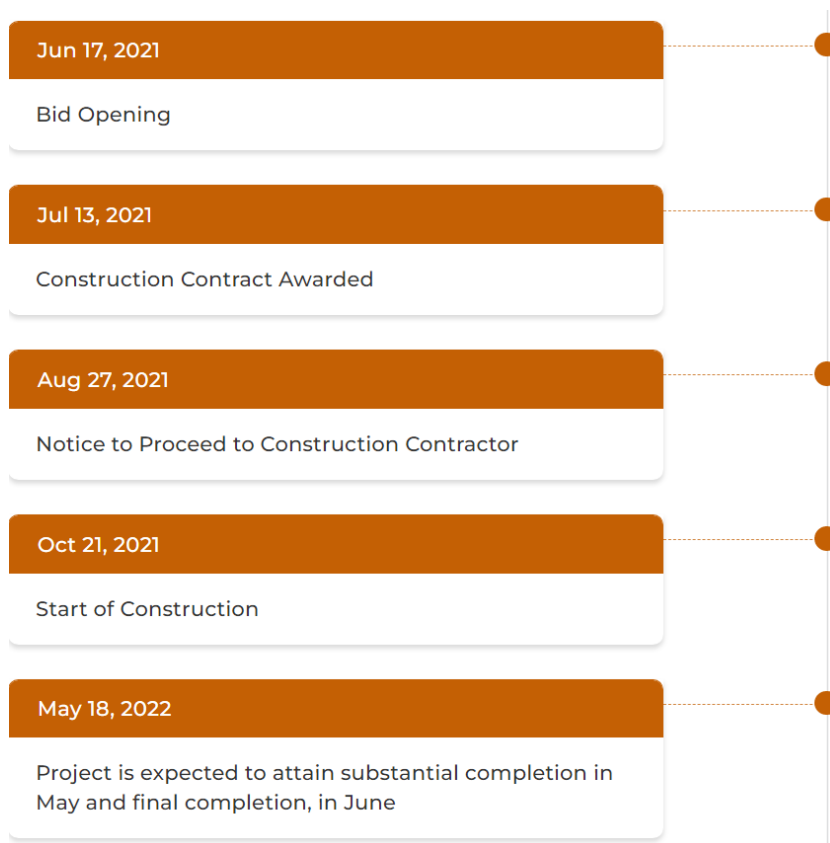 Jun 17, 2021
Bid Opening
Jul 13, 2021
Construction Contract Awarded
Aug 27, 2021
Notice to Proceed to Construction Contractor
Oct 21, 2021
Start of Construction
May 18, 2022
Project is expected to attain substantial completion in
May and final completion, in June